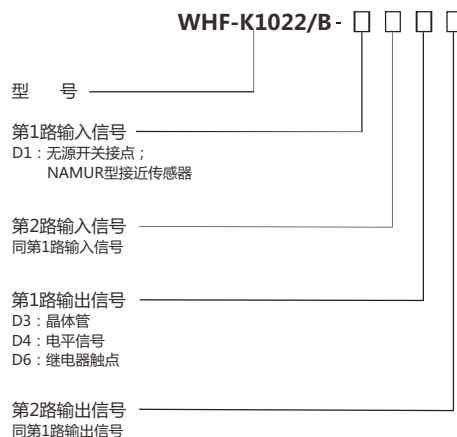 WHF-K1022/B-
型 号
第1路输入信号
D1：无源开关接点；
NAMUR型接近传感器
第2路输入信号
同第1路输入信号
第1路输出信号
D3：晶体管
D4：电平信号
D6：继电器触点
第2路输出信号
同第1路输出信号